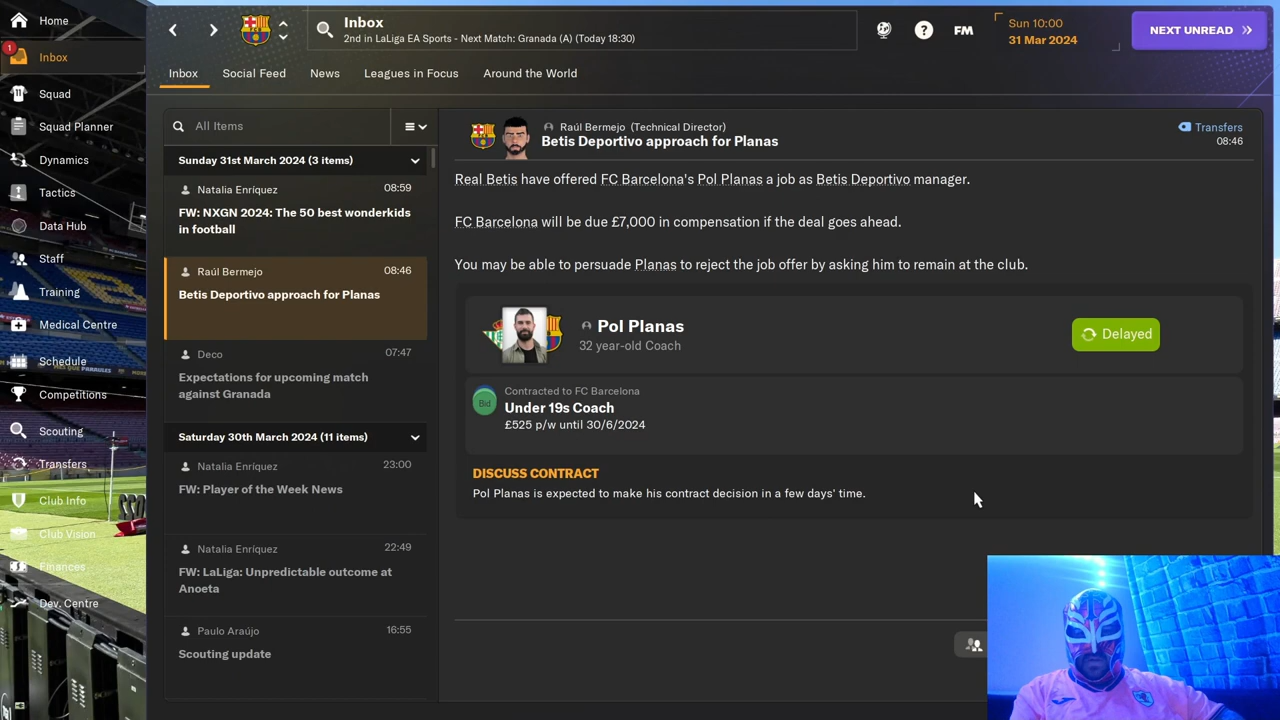 Home
1
Inbox
Squad
Squad Planner
Dynamics
Tactics
Data Hub
Staff
Training
Medical Centre
Schedule
Competitions
Scouting
Transfers
Club Info
Club Vision
Finances
Dev. Centre
Inbox
2nd in LaLiga EA Sports - Next Match: Granada (A) (Today 18:30)
?
FM
Sun 10:00
31 Mar 2024
NEXT UNREAD
Inbox
Social Feed
News
Leagues in Focus
Around the World
All Items
Sunday 31st March 2024 (3 items)
Natalia Enríquez 08:59
FW: NXGN 2024: The 50 best wonderkids
in football
Raúl Bermejo 08:46
Betis Deportivo approach for Planas
Deco 07:47
Expectations for upcoming match
against Granada
Saturday 30th March 2024 (11 items)
Natalia Enríquez 23:00
FW: Player of the Week News
Natalia Enríquez 22:49
FW: LaLiga: Unpredictable outcome at
Anoeta
Paulo Araújo 16:55
Scouting update
Raúl Bermejo (Technical Director)
Betis Deportivo approach for Planas
Transfers
08:46
Real Betis have offered FC Barcelona's Pol Planas a job as Betis Deportivo manager.
FC Barcelona will be due £7,000 in compensation if the deal goes ahead.
You may be able to persuade Planas to reject the job offer by asking him to remain at the club.
Pol Planas
32 year-old Coach
Delayed
Bid
Contracted to FC Barcelona
Under 19s Coach
£525 p/w until 30/6/2024
DISCUSS CONTRACT
Pol Planas is expected to make his contract decision in a few days' time.